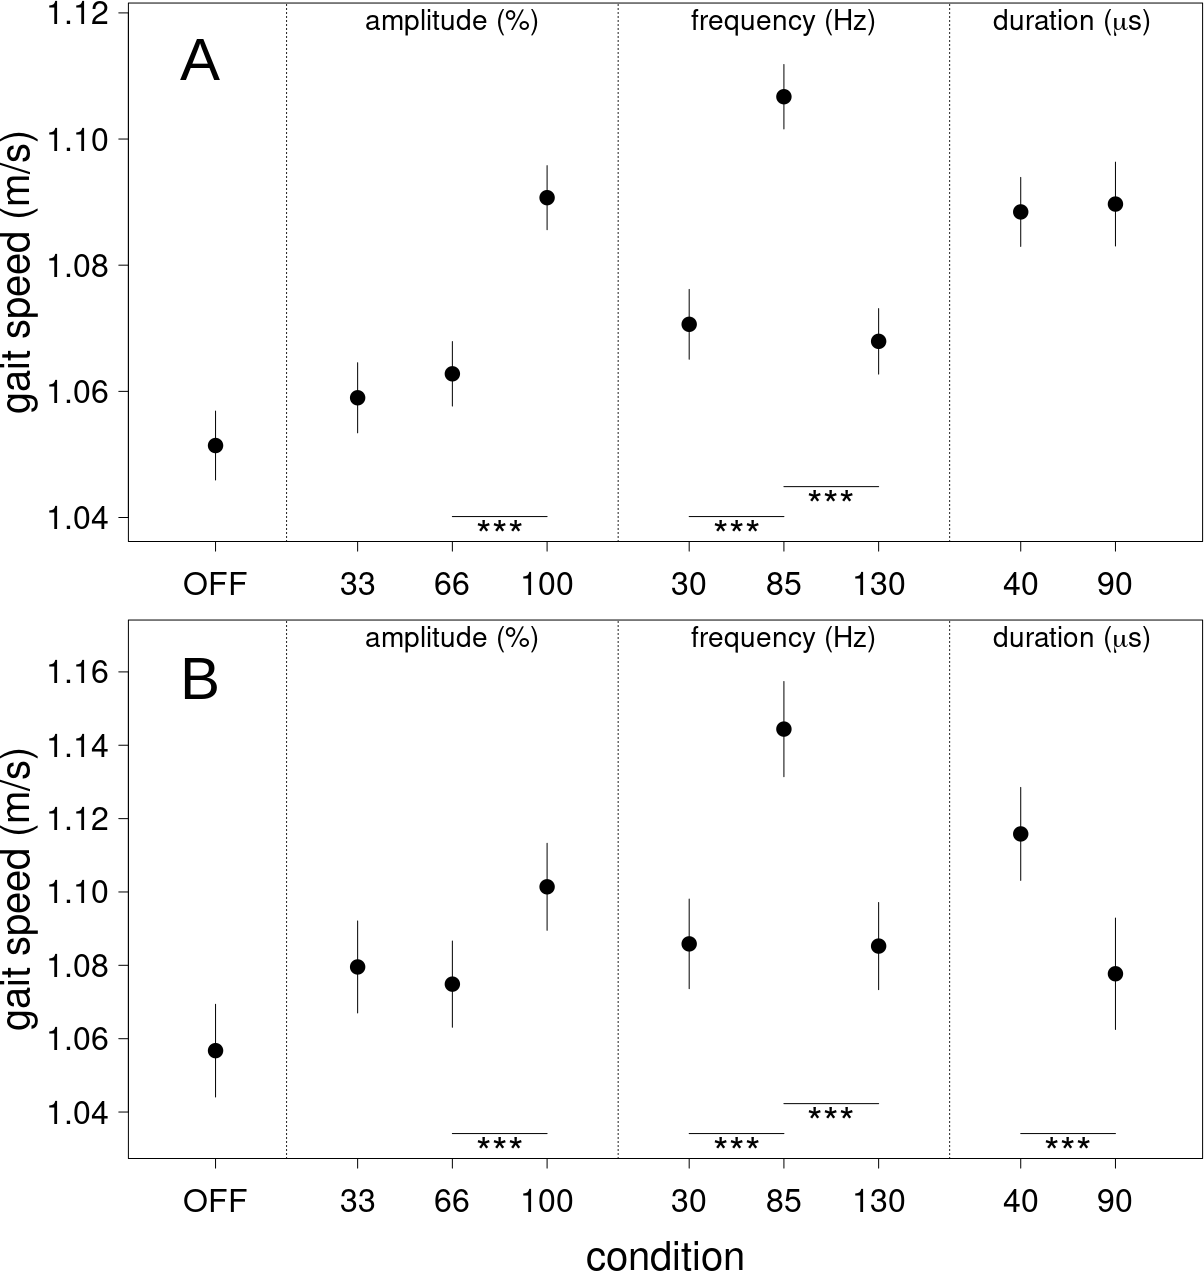 A
amplitude (%)
frequency (Hz)
duration (μs)
gait speed (m/s)
1.12
1.10
1.08
1.06
1.04
***
***
***
OFF 33 66 100 30 85 130 40 90
B
amplitude (%)
frequency (Hz)
duration (μs)
gait speed (m/s)
1.16
1.14
1.12
1.10
1.08
1.06
1.04
***
***
***
***
OFF 33 66 100 30 85 130 40 90
condition